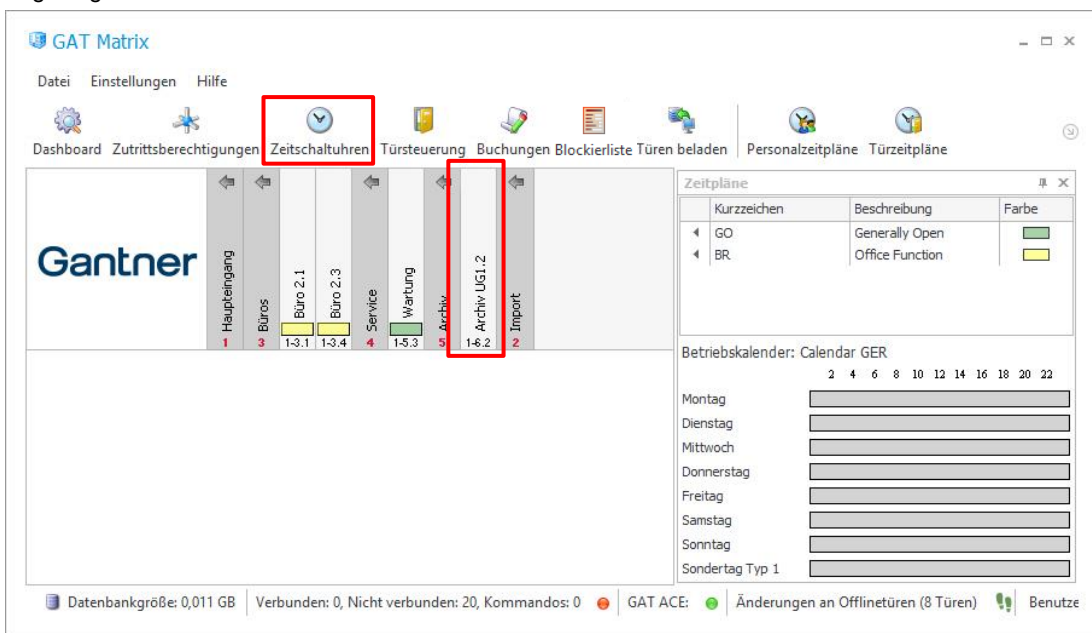 GAT Matrix
Datei Einstellungen Hilfe
Dashboard Zutrittsberechtigungen Zeitschaltuhren Türsteuerung Buchungen Blockierliste Türen beladen Personalzeitpläne Türzeitpläne
Gantner
Haupteingang
1
Büros
3
Büro 2.1
1-3.1
Büro 2.3
1-3.4
Service
4
Wartung
1-5.3
Archiv
5
Archiv UG1.2
1-6.2
Import
2
Zeitpläne
Kurzzeichen Beschreibung Farbe
GO Generally Open
BR Office Function
Betriebskalender: Calendar GER
2 4 6 8 10 12 14 16 18 20 22
Montag
Dienstag
Mittwoch
Donnerstag
Freitag
Samstag
Sonntag
Sondertag Typ 1
Datenbankgröße: 0,011 GB Verbunden: 0, Nicht verbunden: 20, Kommandos: 0 GAT ACE: Änderungen an Offlinetüren (8 Türen) Benutze